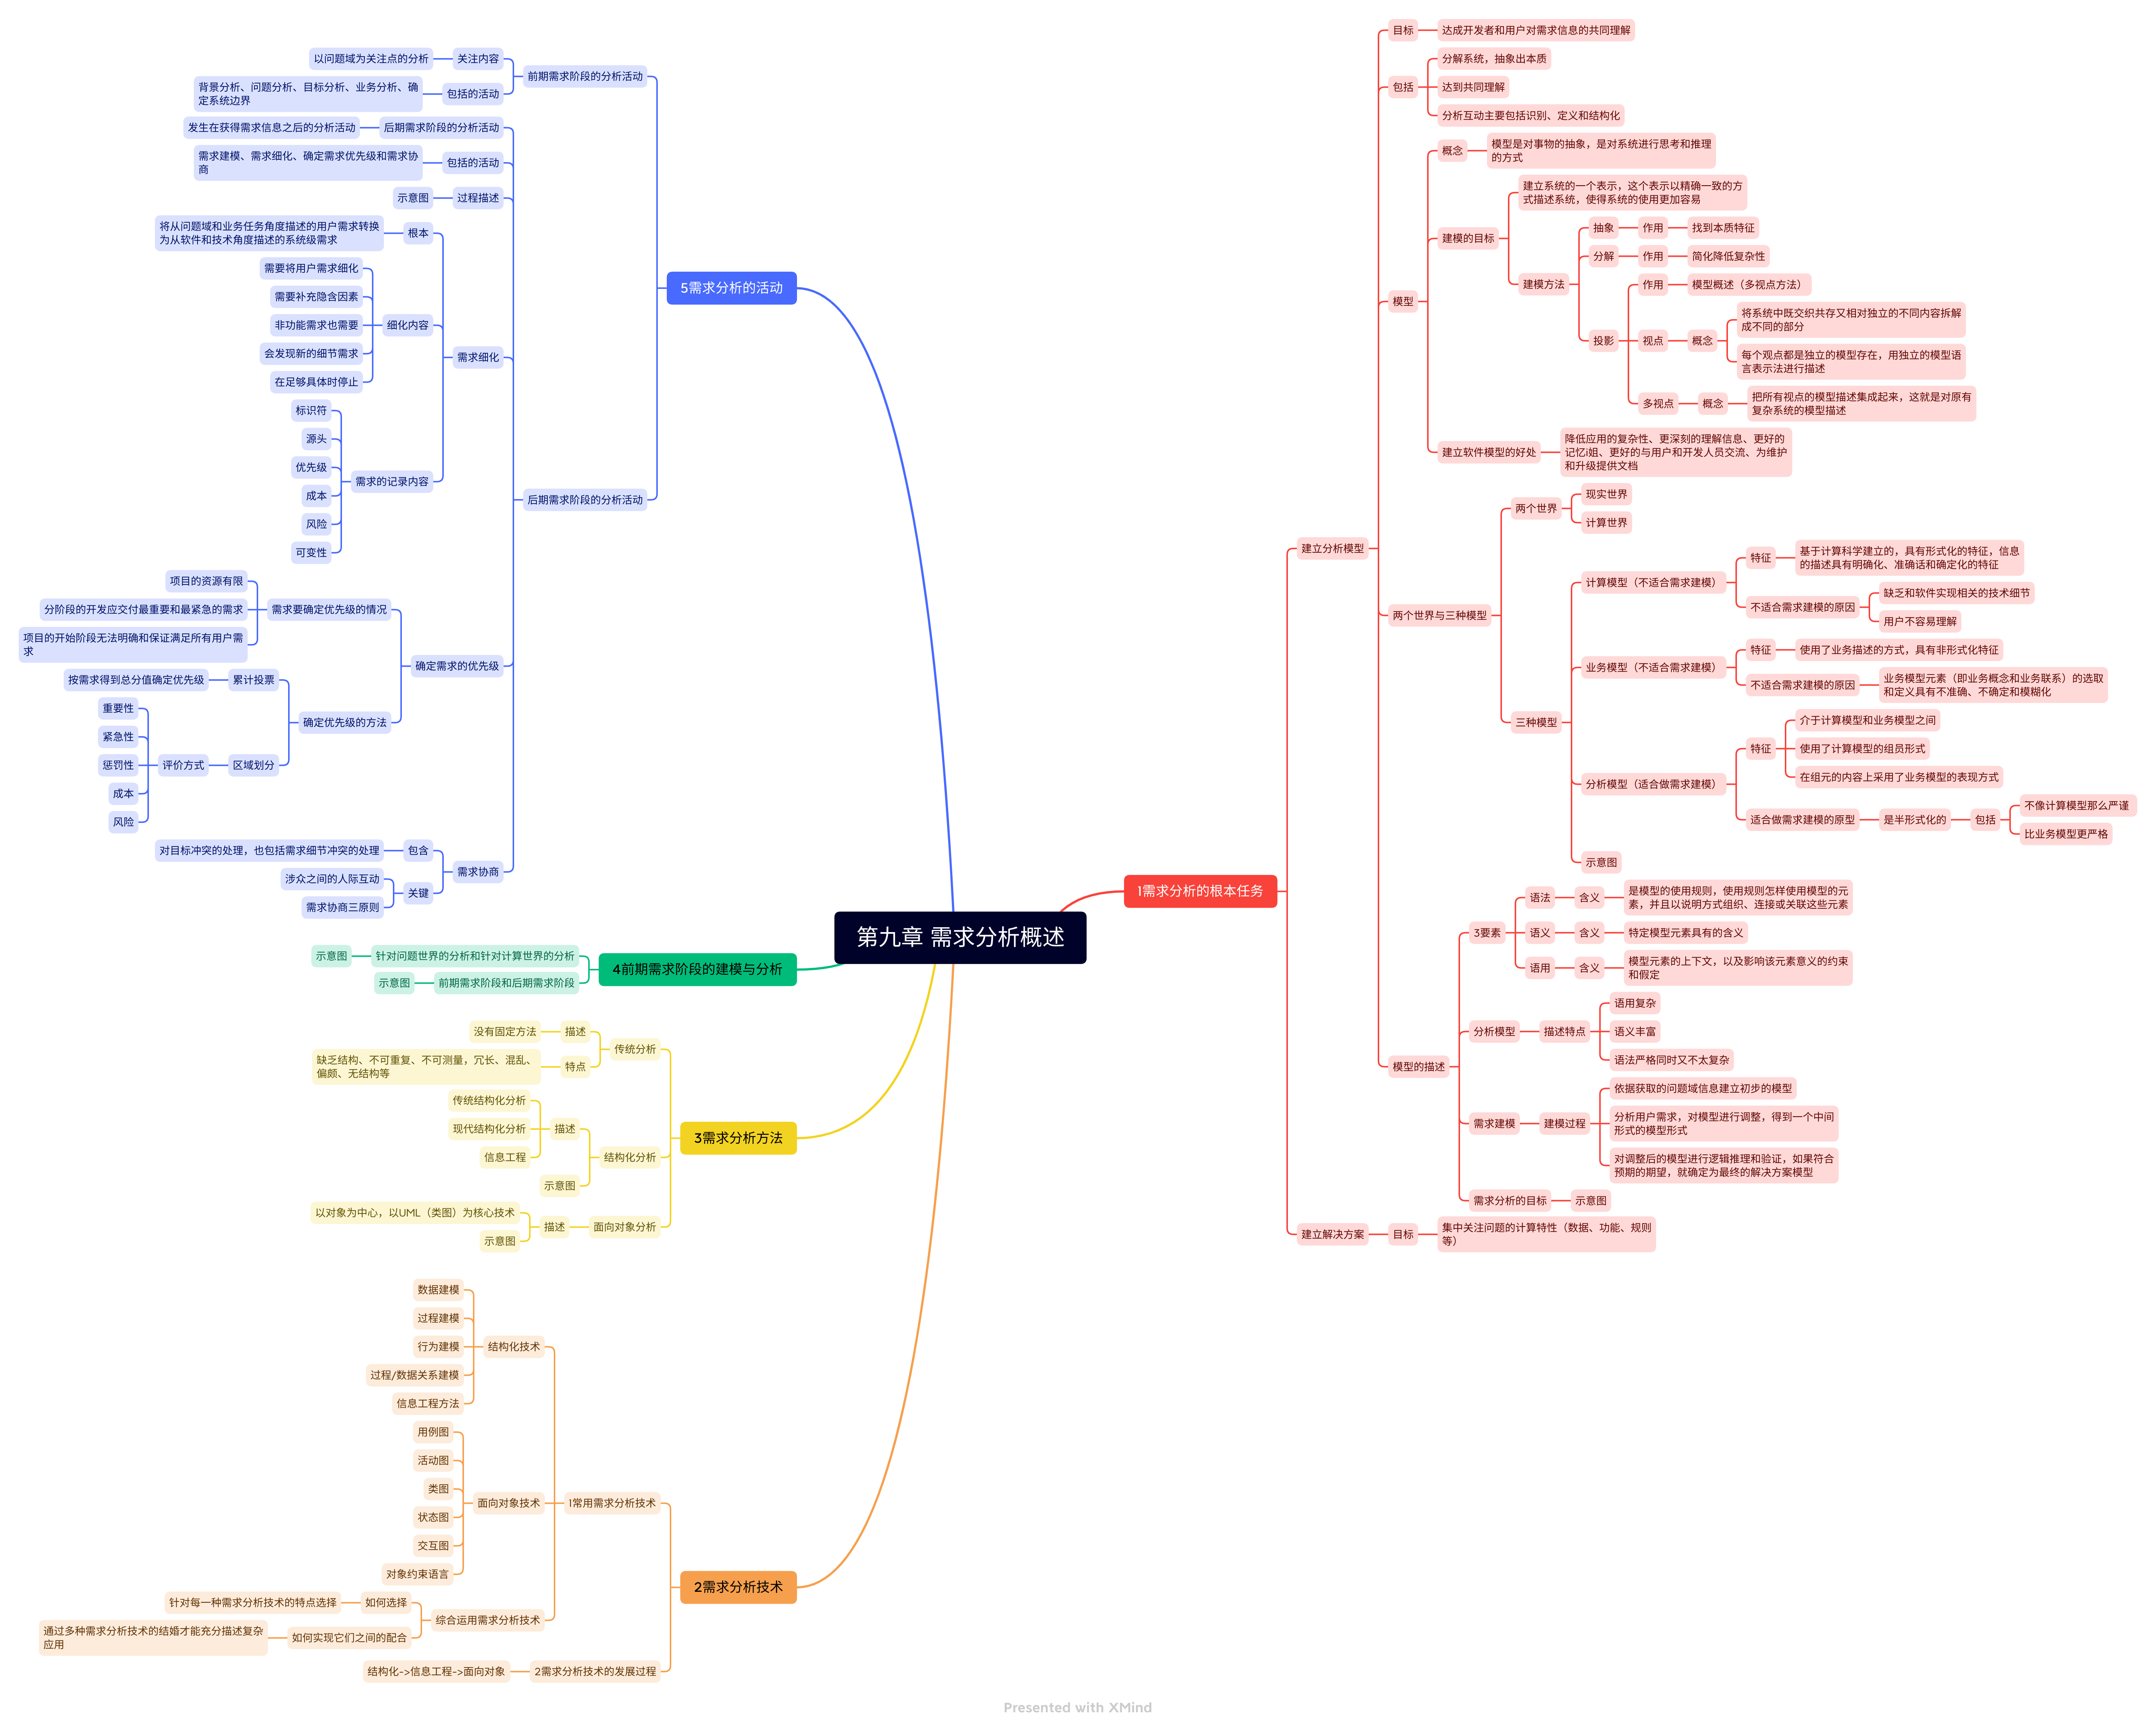 第九章 需求分析概述
1需求分析的根本任务
建立分析模型
目标
达成开发者和用户对需求信息的共同理解
包括
分解系统，抽象出本质
达到共同理解
分析互动主要包括识别、定义和结构化
模型
概念
模型是对事物的抽象，是对系统进行思考和推理
的方式
建模的目标
建立系统的一个表示，这个表示以精确一致的方
式描述系统，使得系统的使用更加容易
建模方法
抽象
作用
找到本质特征
分解
作用
简化降低复杂性
投影
作用
模型概述（多视点方法）
视点
概念
将系统中既交织共存又相对独立的不同内容拆解
成不同的部分
每个观点都是独立的模型存在，用独立的模型语
言表示法进行描述
多视点
概念
把所有视点的模型描述集成起来，这就是对原有
复杂系统的模型描述
建立软件模型的好处
降低应用的复杂性、更深刻的理解信息、更好的
记忆i姐、更好的与用户和开发人员交流、为维护
和升级提供文档
两个世界与三种模型
两个世界
现实世界
计算世界
三种模型
计算模型（不适合需求建模）
特征
基于计算科学建立的，具有形式化的特征，信息
的描述具有明确化、准确话和确定化的特征
不适合需求建模的原因
缺乏和软件实现相关的技术细节
用户不容易理解
业务模型（不适合需求建模）
特征
使用了业务描述的方式，具有非形式化特征
不适合需求建模的原因
业务模型元素（即业务概念和业务联系）的选取
和定义具有不准确、不确定和模糊化
分析模型（适合做需求建模）
特征
介于计算模型和业务模型之间
使用了计算模型的组员形式
在组元的内容上采用了业务模型的表现方式
适合做需求建模的原型
是半形式化的
包括
不像计算模型那么严谨
比业务模型更严格
示意图
模型的描述
3要素
语法
含义
是模型的使用规则，使用规则怎样使用模型的元
素，并且以说明方式组织、连接或关联这些元素
语义
含义
特定模型元素具有的含义
语用
含义
模型元素的上下文，以及影响该元素意义的约束
和假定
分析模型
描述特点
语用复杂
语义丰富
语法严格同时又不太复杂
需求建模
建模过程
依据获取的问题域信息建立初步的模型
分析用户需求，对模型进行调整，得到一个中间
形式的模型形式
对调整后的模型进行逻辑推理和验证，如果符合
预期的期望，就确定为最终的解决方案模型
需求分析的目标
示意图
建立解决方案
目标
集中关注问题的计算特性（数据、功能、规则
等）
2需求分析技术
1常用需求分析技术
结构化技术
数据建模
过程建模
行为建模
过程/数据关系建模
信息工程方法
面向对象技术
用例图
活动图
类图
状态图
交互图
对象约束语言
综合运用需求分析技术
如何选择
针对每一种需求分析技术的特点选择
如何实现它们之间的配合
通过多种需求分析技术的结婚才能充分描述复杂
应用
2需求分析技术的发展过程
结构化->信息工程->面向对象
3需求分析方法
传统分析
描述
没有固定方法
特点
缺乏结构、不可重复、不可测量，冗长、混乱、
偏颇、无结构等
结构化分析
描述
传统结构化分析
现代结构化分析
信息工程
示意图
面向对象分析
描述
以对象为中心，以UML（类图）为核心技术
示意图
4前期需求阶段的建模与分析
针对问题世界的分析和针对计算世界的分析
示意图
前期需求阶段和后期需求阶段
示意图
5需求分析的活动
前期需求阶段的分析活动
关注内容
以问题域为关注点的分析
包括的活动
背景分析、问题分析、目标分析、业务分析、确
定系统边界
后期需求阶段的分析活动
后期需求阶段的分析活动
发生在获得需求信息之后的分析活动
包括的活动
需求建模、需求细化、确定需求优先级和需求协
商
过程描述
示意图
需求细化
根本
将从问题域和业务任务角度描述的用户需求转换
为从软件和技术角度描述的系统级需求
细化内容
需要将用户需求细化
需要补充隐含因素
非功能需求也需要
会发现新的细节需求
在足够具体时停止
需求的记录内容
标识符
源头
优先级
成本
风险
可变性
确定需求的优先级
需求要确定优先级的情况
项目的资源有限
分阶段的开发应交付最重要和最紧急的需求
项目的开始阶段无法明确和保证满足所有用户需
求
确定优先级的方法
累计投票
按需求得到总分值确定优先级
区域划分
评价方式
重要性
紧急性
惩罚性
成本
风险
需求协商
包含
对目标冲突的处理，也包括需求细节冲突的处理
关键
涉众之间的人际互动
需求协商三原则
Presented with XMind